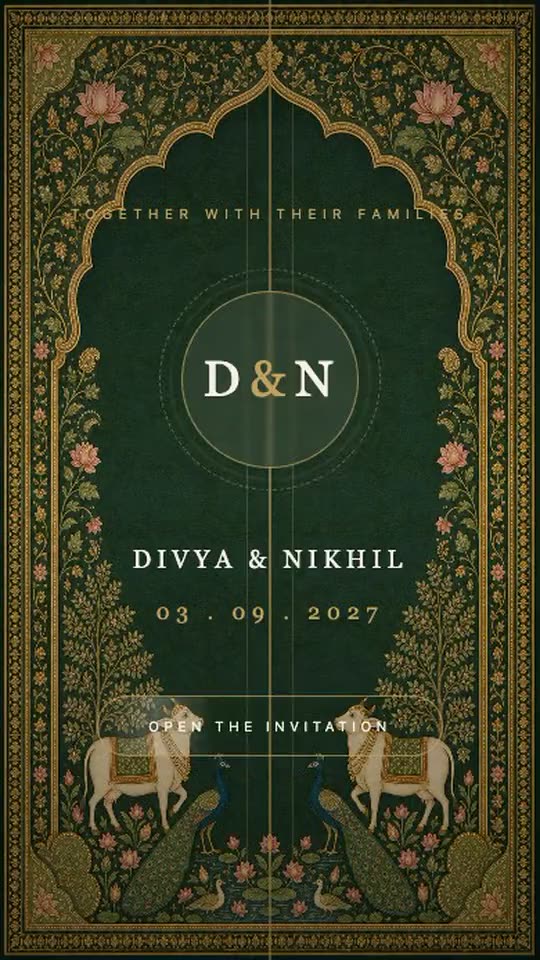 TOGETHER WITH THEIR FAMILIES
D&N
DIVYA & NIKHIL
03 . 09 . 2027
OPEN THE INVITATION